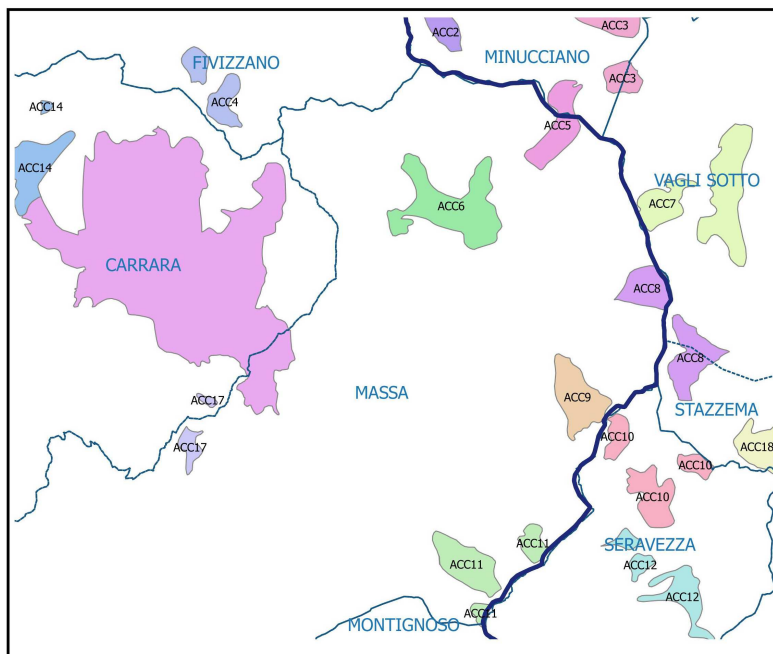 ACC3
ACC2
MINUCCIANO
FIVIZZANO
ACC3
ACC4
ACC14
ACC5
ACC14
VAGLI SOTTO
ACC7
ACC6
CARRARA
ACC8
ACC8
MASSA
ACC9
ACC17
STAZZEMA
ACC10
ACC17
ACC18
ACC10
ACC10
SERAVEZZA
ACC11
ACC11
ACC12
ACC12
ACC11
MONTIGNOSO